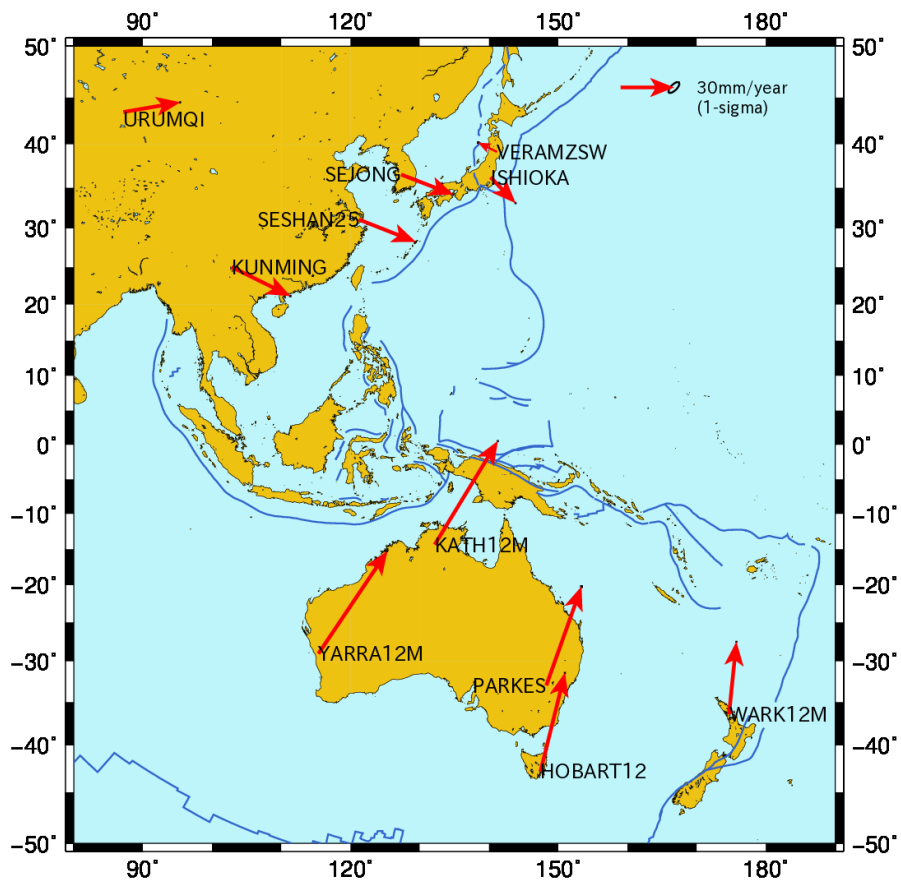 90° 120° 150° 180°
50° 50°
30mm/year
(1-sigma)
URUMQI
40° 40°
VERAMZSW
SEJONG
ISHIOKA
30° 30°
SESHAN25
KUNMING
20° 20°
10° 10°
0° 0°
-10° -10°
KATH12M
-20° -20°
YARRA12M
-30° -30°
PARKES
WARK12M
-40° -40°
HOBART12
-50° -50°
90° 120° 150° 180°